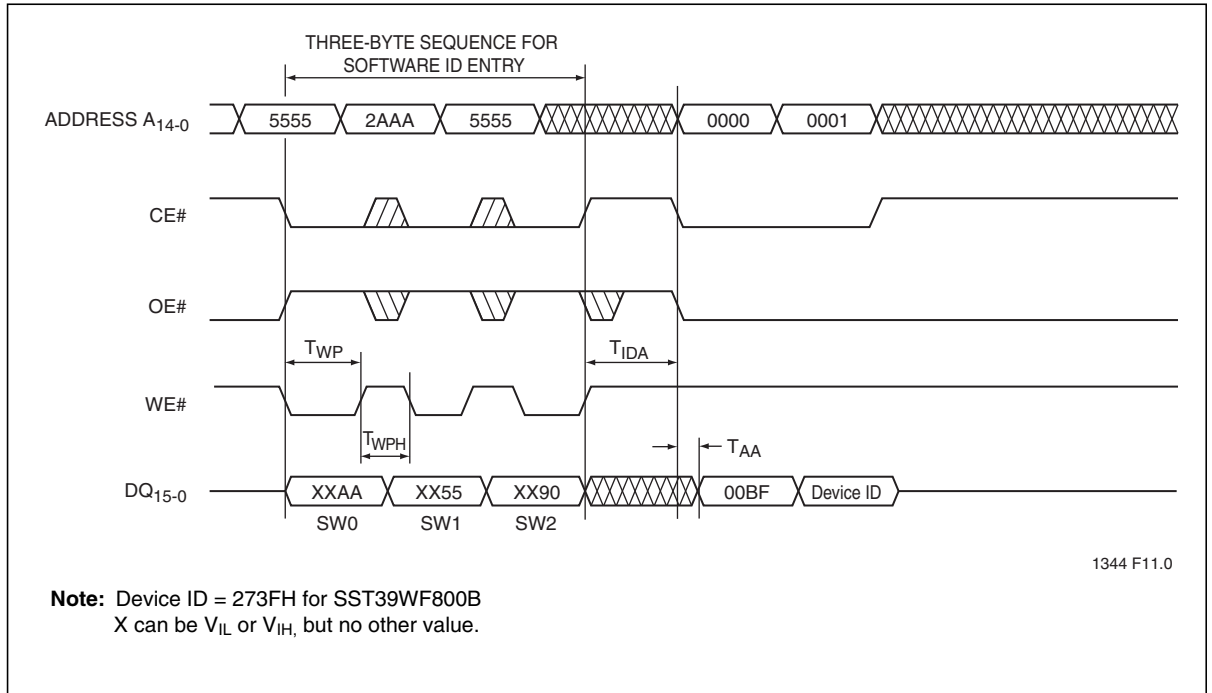 THREE-BYTE SEQUENCE FOR
SOFTWARE ID ENTRY
ADDRESS A14-0
5555 2AAA 5555 0000 0001
CE#
OE#
TWP TIDA
WE#
TWPH
TAA
DQ15-0
XXAA XX55 XX90 00BF Device ID
SW0 SW1 SW2
1344 F11.0
Note: Device ID = 273FH for SST39WF800B
X can be VIL or VIH, but no other value.